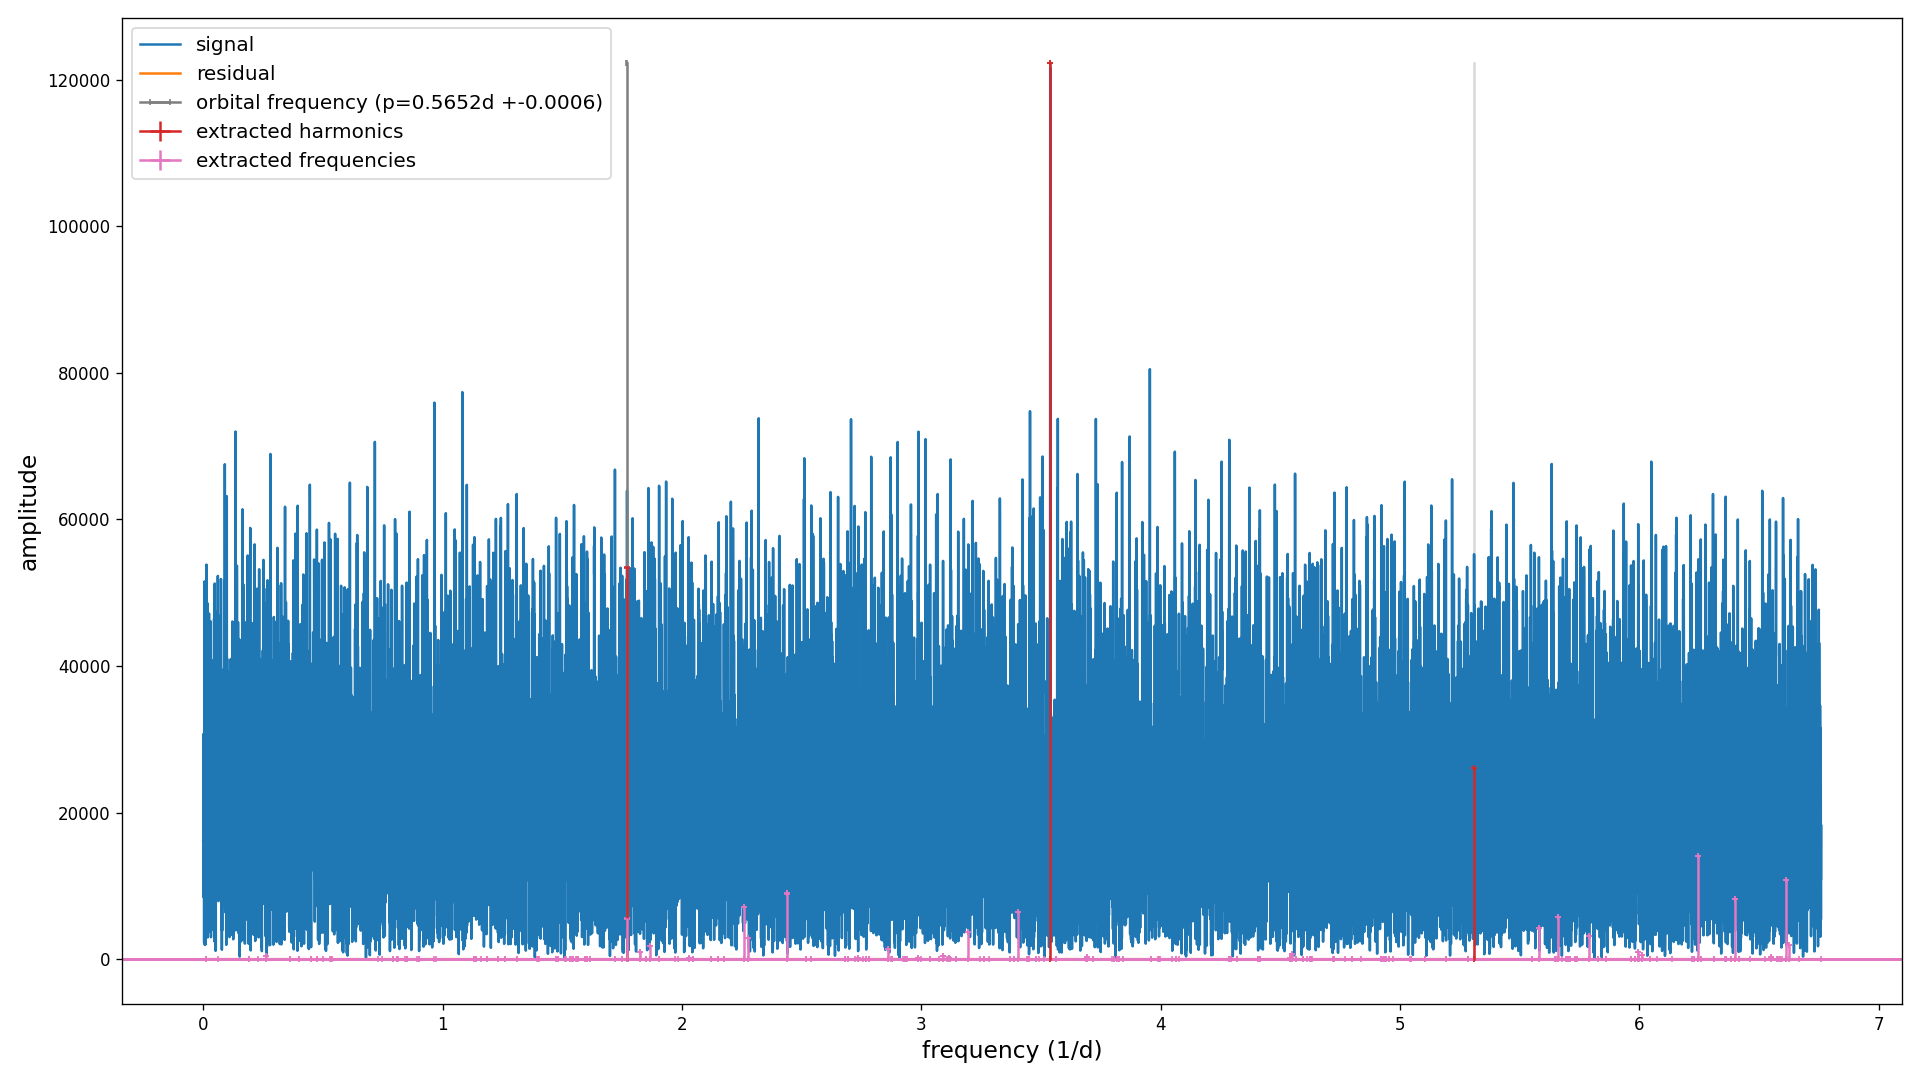 signal
residual
orbital frequency (p=0.5652d +-0.0006)
extracted harmonics
extracted frequencies
120000
100000
80000
60000
40000
20000
0
amplitude
0 1 2 3 4 5 6 7
frequency (1/d)